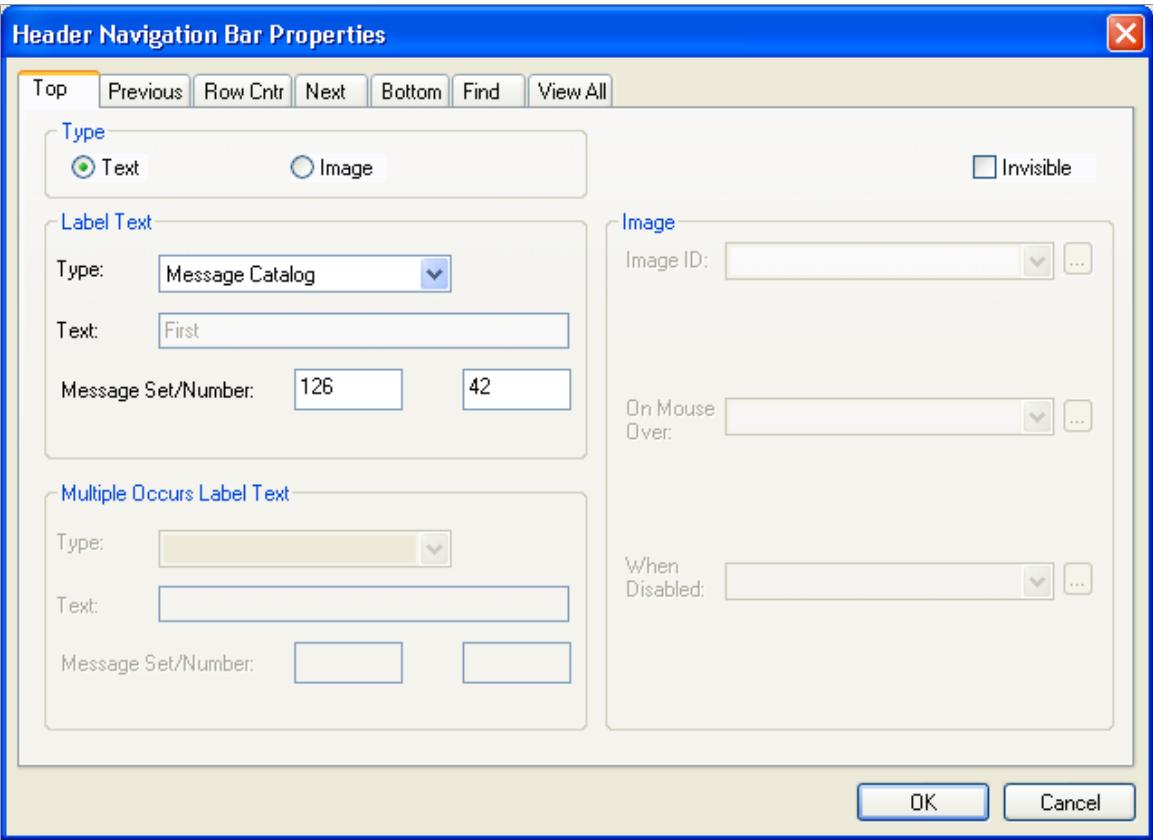 Header Navigation Bar Properties
Top Previous Row Cntr Next Bottom Find View All
Type
Text Image Invisible
Label Text
Type: Message Catalog
Text: First
Message Set/Number: 126 42
Multiple Occurs Label Text
Type:
Text:
Message Set/Number:
Image
Image ID: ...
On Mouse
Over: ...
When
Disabled: ...
OK Cancel